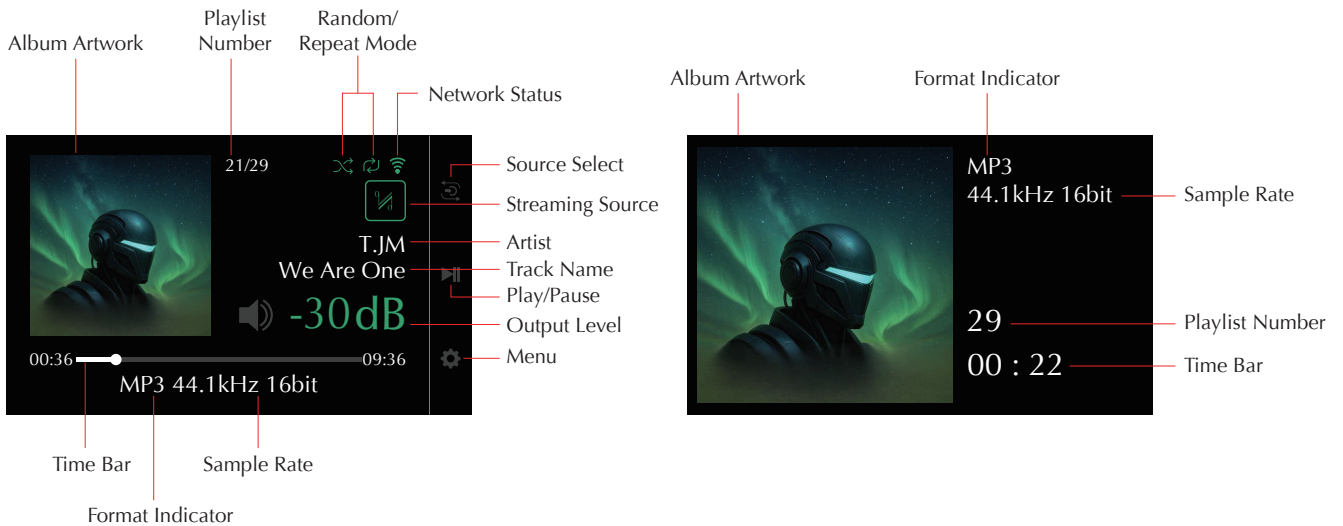 Playlist
Number
Random/
Repeat Mode
Album Artwork
Network Status
21/29
Source Select
Streaming Source
T.JM
Artist
We Are One
Track Name
Play/Pause
-30dB
Output Level
00:36
09:36
Menu
MP3 44.1kHz 16bit
Time Bar
Sample Rate
Format Indicator
Album Artwork
Format Indicator
MP3
44.1kHz 16bit
Sample Rate
29
Playlist Number
00 : 22
Time Bar